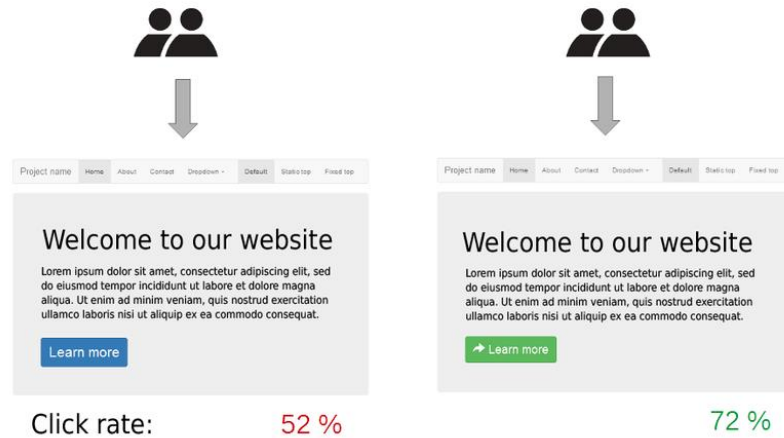 Project name Home About Contact Dropdown Default Static top Fixed top
Welcome to our website
Lorem ipsum dolor sit amet, consectetur adipiscing elit, sed
do eiusmod tempor incididunt ut labore et dolore magna
aliqua. Ut enim ad minim veniam, quis nostrud exercitation
ullamco laboris nisi ut aliquip ex ea commodo consequat.
Learn more
Click rate: 52 %
Project name Home About Contact Dropdown Default Static top Fixed top
Welcome to our website
Lorem ipsum dolor sit amet, consectetur adipiscing elit, sed
do eiusmod tempor incididunt ut labore et dolore magna
aliqua. Ut enim ad minim veniam, quis nostrud exercitation
ullamco laboris nisi ut aliquip ex ea commodo consequat.
Learn more
72 %